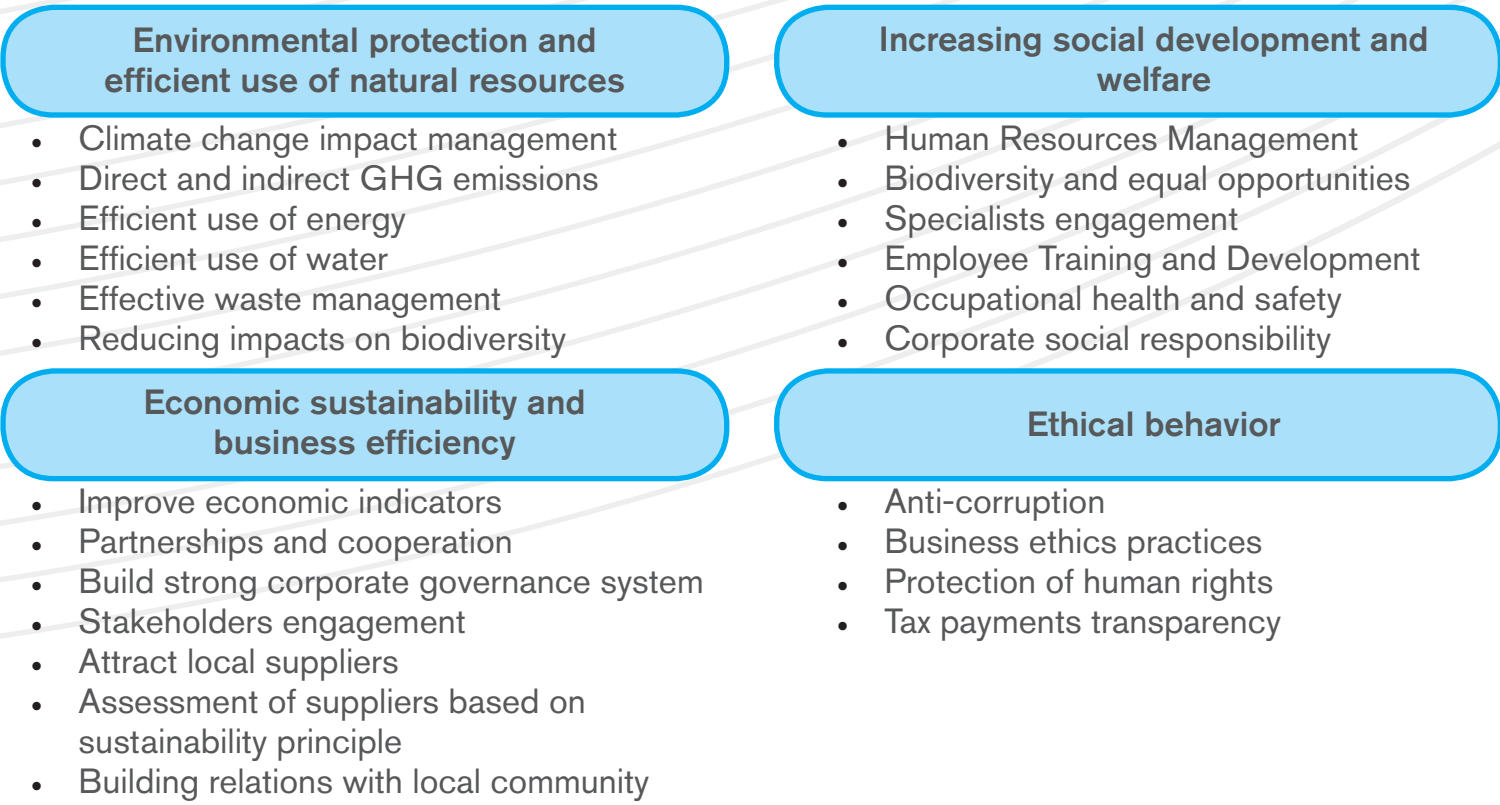 Environmental protection and
efficient use of natural resources
• Climate change impact management
• Direct and indirect GHG emissions
• Efficient use of energy
• Efficient use of water
• Effective waste management
• Reducing impacts on biodiversity
Increasing social development and
welfare
• Human Resources Management
• Biodiversity and equal opportunities
• Specialists engagement
• Employee Training and Development
• Occupational health and safety
• Corporate social responsibility
Economic sustainability and
business efficiency
• Improve economic indicators
• Partnerships and cooperation
• Build strong corporate governance system
• Stakeholders engagement
• Attract local suppliers
• Assessment of suppliers based on
sustainability principle
• Building relations with local community
Ethical behavior
• Anti-corruption
• Business ethics practices
• Protection of human rights
• Tax payments transparency